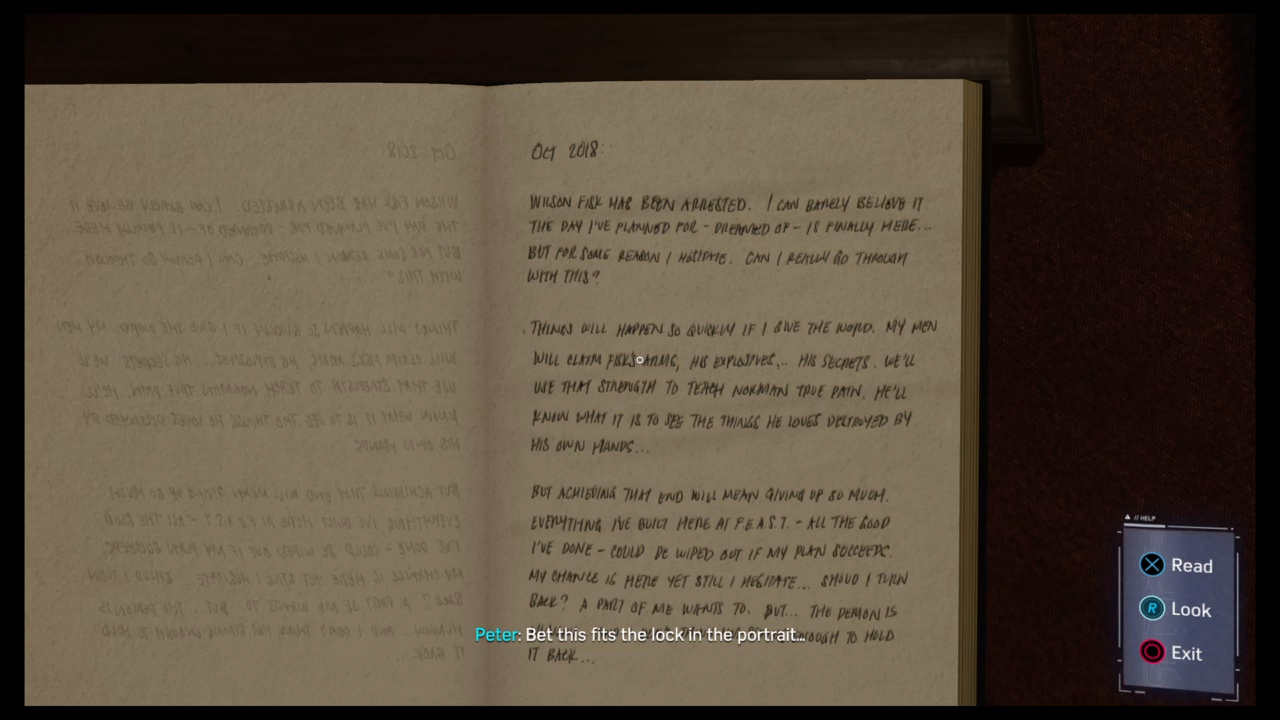 OCT 2018:
WILSON FISK HAS BEEN ARRESTED. I CAN BARELY BELIEVE IT
THE DAY I'VE PLANNED FOR - DREAMED OF - IS FINALLY HERE...
BUT FOR SOME REASON I HESITATE. CAN I REALLY GO THROUGH
WITH THIS?
THINGS WILL HAPPEN SO QUICKLY IF I GIVE THE WORD. MY MEN
WILL CLAIM FISK'S ARMS, HIS EXPLOSIVES... HIS SECRETS. WE'LL
USE THAT STRENGTH TO TEACH NORMAN TRUE PAIN. HE'LL
KNOW WHAT IT IS TO SEE THE THINGS HE LOVES DESTROYED BY
HIS OWN HANDS...
BUT ACHIEVING THAT END WILL MEAN GIVING UP SO MUCH.
EVERYTHING I'VE BUILT HERE AT F.E.A.S.T. - ALL THE GOOD
I'VE DONE - COULD BE WIPED OUT IF MY PLAN SUCCEEDS.
MY CHANCE IS HERE YET STILL I HESITATE... SHOUD I TURN
BACK? A PART OF ME WANTS TO. BUT... THE DEMON IS
TO HOLD
IT BACK...
Peter: Bet this fits the lock in the portrait...
// HELP
Read
R Look
Exit